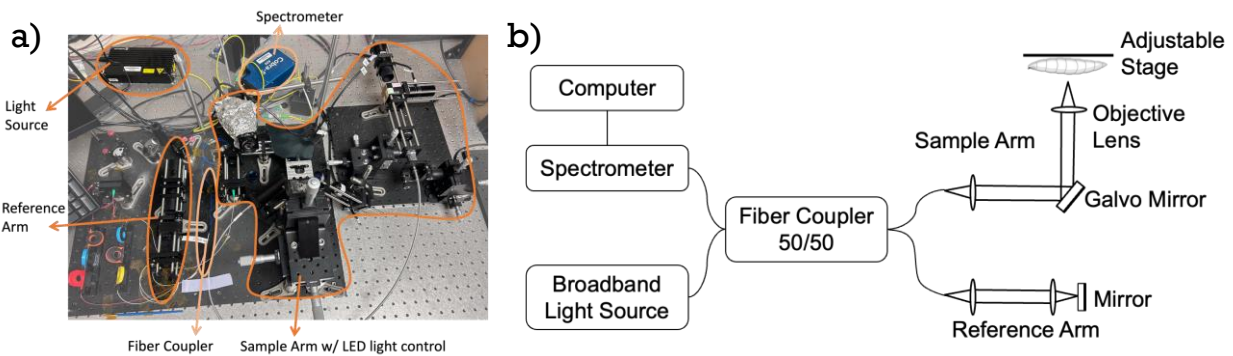 a)
Spectrometer
Cobra
Light
Source
Reference
Arm
Fiber Coupler
Sample Arm w/ LED light control
b)
Computer
Spectrometer
Broadband
Light Source
Fiber Coupler
50/50
Adjustable
Stage
Objective
Lens
Sample Arm
Galvo Mirror
Mirror
Reference Arm